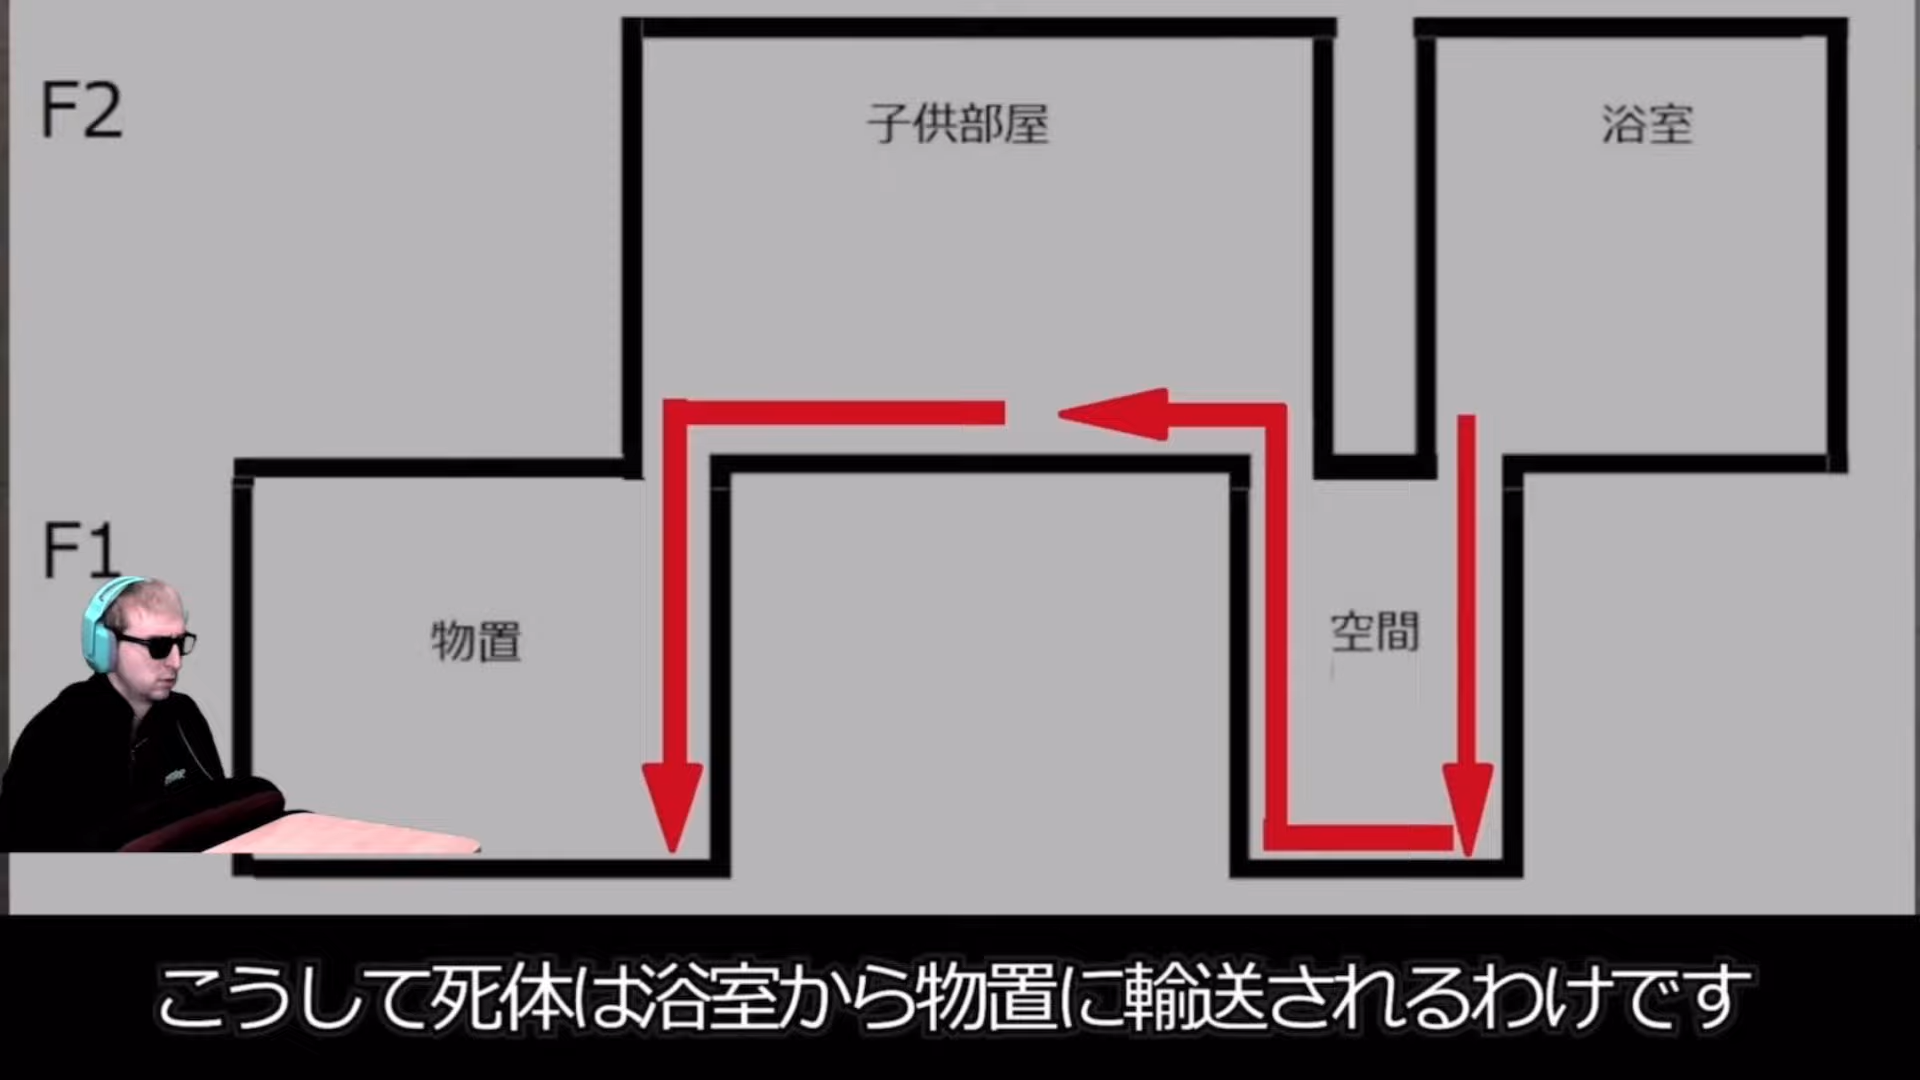 F2
子供部屋
浴室
F1
物置
空間
こうして死体は浴室から物置に輸送されるわけです